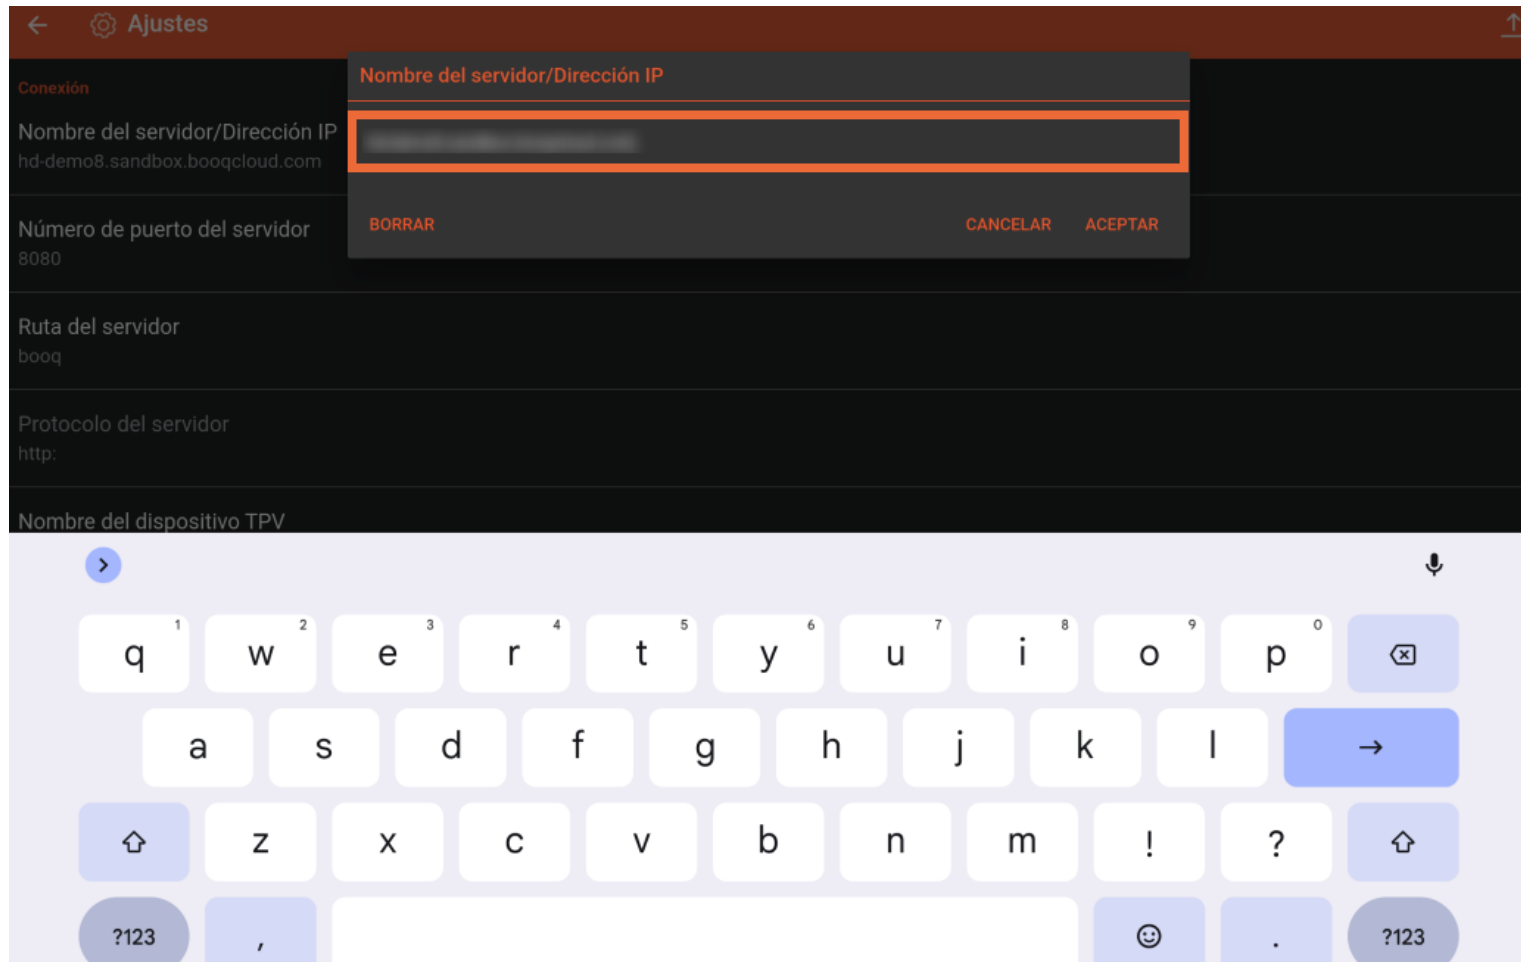 Ajustes
Conexión
Nombre del servidor/Dirección IP
hd-demo8.sandbox.booqcloud.com
Número de puerto del servidor
8080
Ruta del servidor
booq
Protocolo del servidor
http:
Nombre del dispositivo TPV
Nombre del servidor/Dirección IP
BORRAR CANCELAR ACEPTAR
1 2 3 4 5 6 7 8 9 0
q w e r t y u i o p
a s d f g h j k l
z x c v b n m ! ?
?123 , . ?123